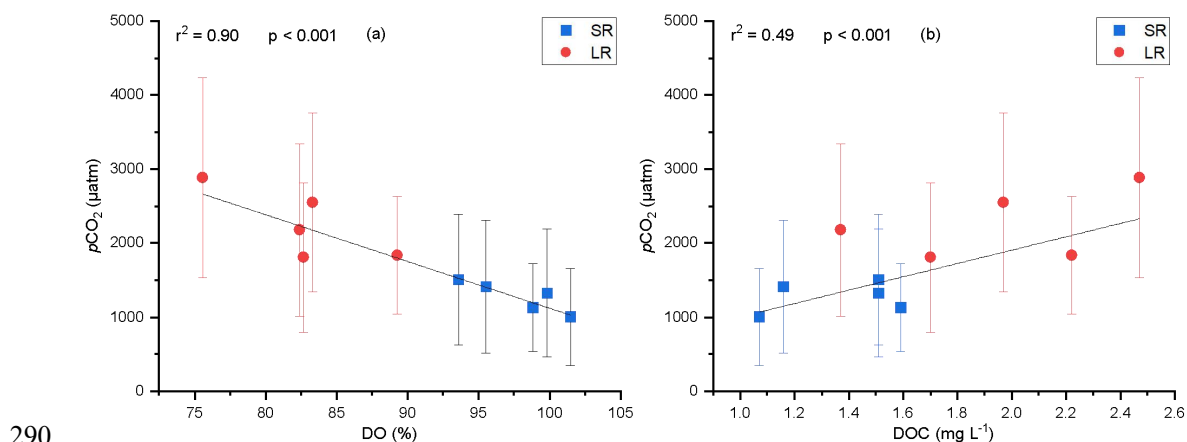 r² = 0.90 p < 0.001 (a)
SR
LR
5000
4000
3000
2000
1000
0
pCO₂ (µatm)
75 80 85 90 95 100 105
DO (%)
r² = 0.49 p < 0.001 (b)
SR
LR
5000
4000
3000
2000
1000
0
pCO₂ (µatm)
1.0 1.2 1.4 1.6 1.8 2.0 2.2 2.4 2.6
DOC (mg L⁻¹)
290